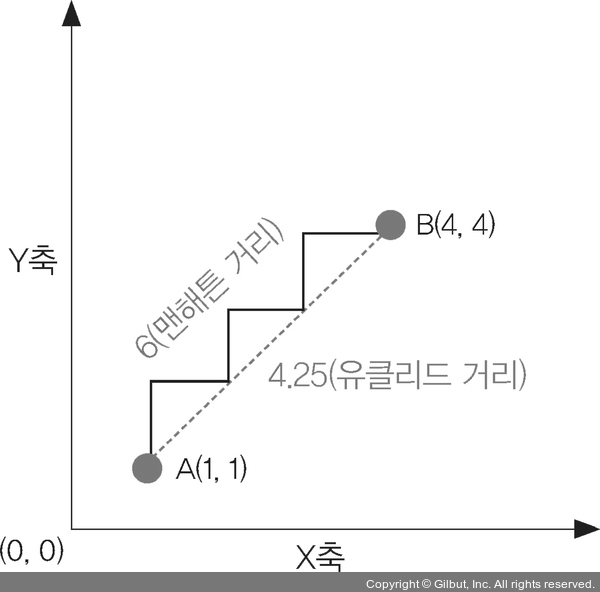 B(4, 4)
Y축
6(맨해튼 거리)
4.25(유클리드 거리)
A(1, 1)
(0, 0)
X축
Copyright © Gilbut, Inc. All rights reserved.